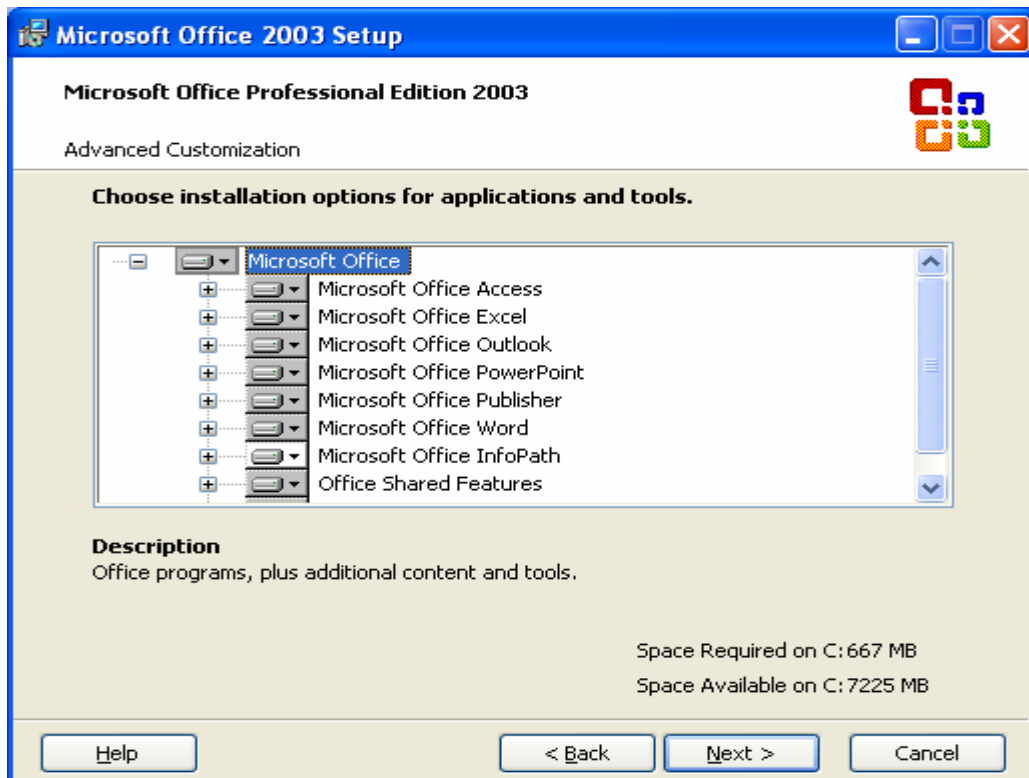 Microsoft Office 2003 Setup
Microsoft Office Professional Edition 2003
Advanced Customization
Choose installation options for applications and tools.
Microsoft Office
Microsoft Office Access
Microsoft Office Excel
Microsoft Office Outlook
Microsoft Office PowerPoint
Microsoft Office Publisher
Microsoft Office Word
Microsoft Office InfoPath
Office Shared Features
Description
Office programs, plus additional content and tools.
Space Required on C: 667 MB
Space Available on C: 7225 MB
Help < Back Next > Cancel